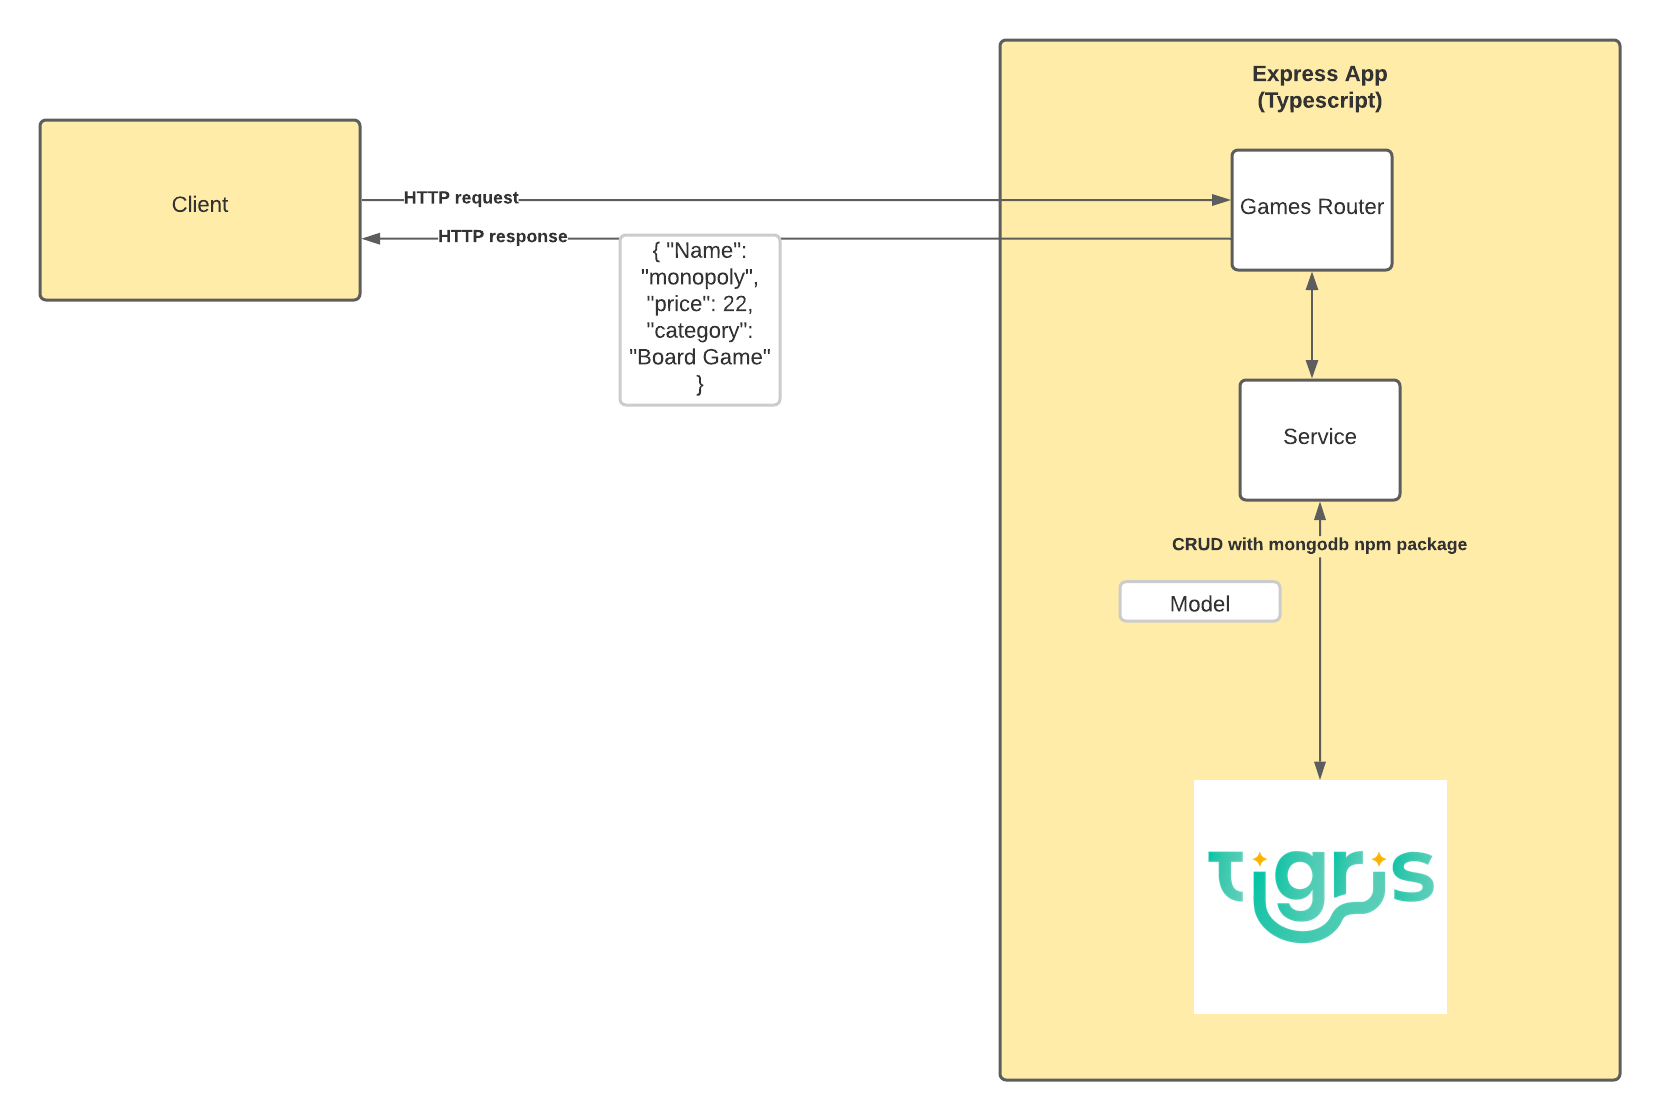 Express App
(Typescript)
Client
HTTP request
Games Router
HTTP response
{ "Name":
"monopoly",
"price": 22,
"category":
"Board Game"
}
Service
CRUD with mongodb npm package
Model
tigris